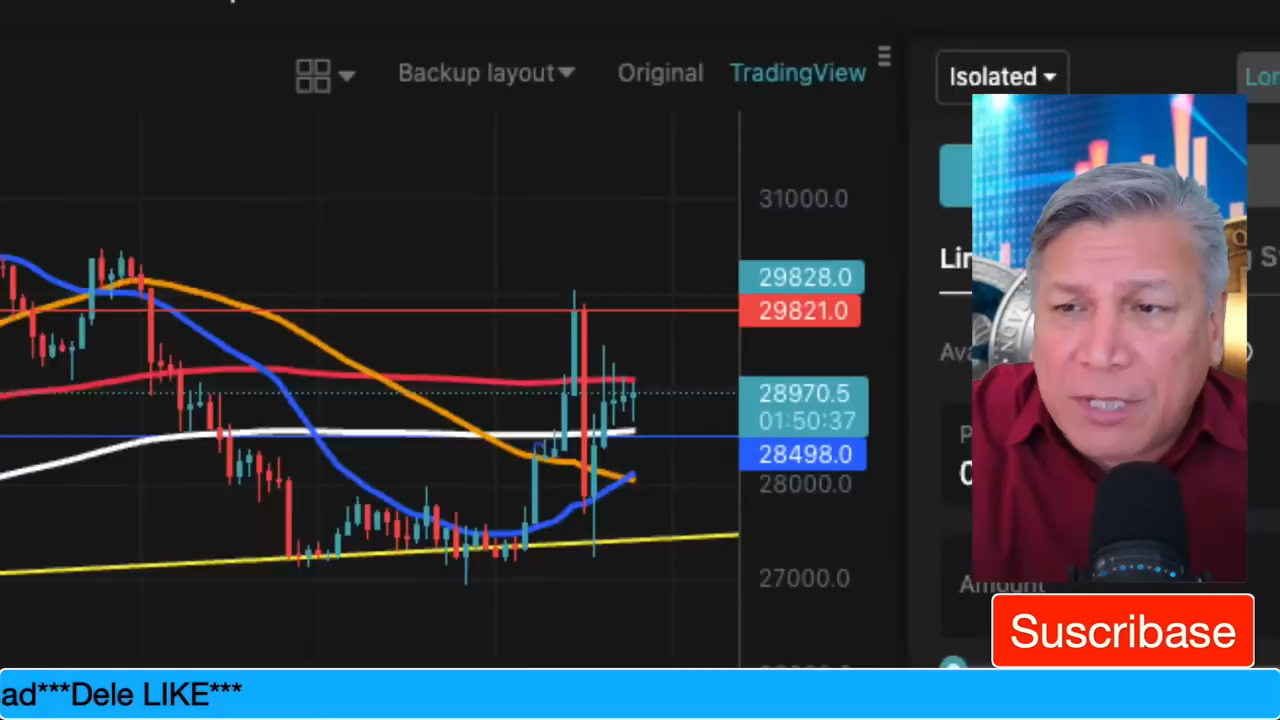 Backup layout
Original
TradingView
Isolated
31000.0
29828.0
29821.0
28970.5
01:50:37
28498.0
28000.0
27000.0
Amount
Suscribase
ad***Dele LIKE***